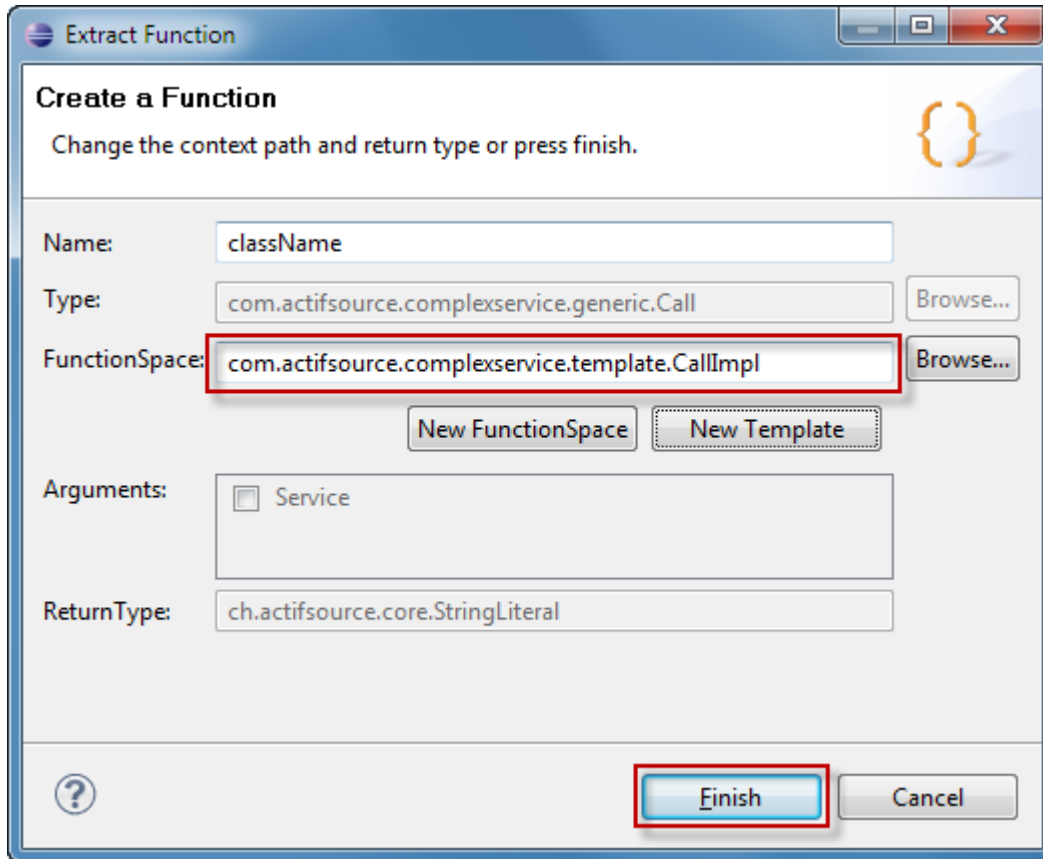 Extract Function
Create a Function
Change the context path and return type or press finish.
{}
Name: className
Type: com.actifsource.complexservice.generic.Call Browse...
FunctionSpace: com.actifsource.complexservice.template.CallImpl Browse...
New FunctionSpace New Template
Arguments: Service
ReturnType: ch.actifsource.core.StringLiteral
? Finish Cancel